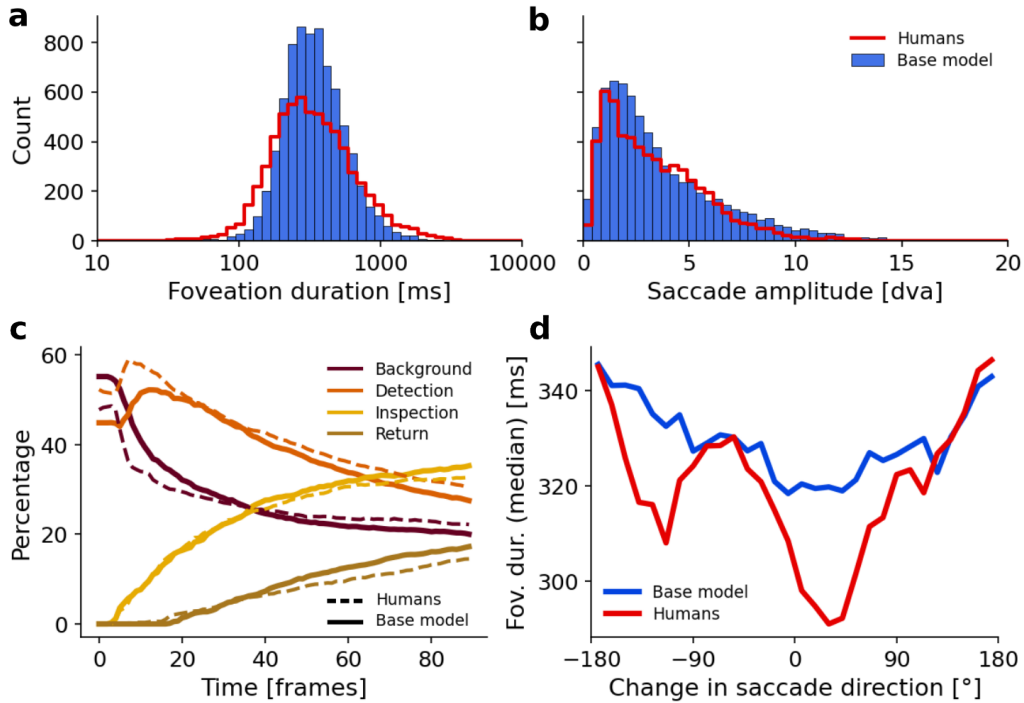 a
800
600
400
200
0
Count
10
100
1000
10000
Foveation duration [ms]
b
Humans
Base model
0
5
10
15
20
Saccade amplitude [dva]
c
60
40
20
0
Percentage
Background
Detection
Inspection
Return
Humans
Base model
0
20
40
60
80
Time [frames]
d
340
320
300
Fov. dur. (median) [ms]
Base model
Humans
−180
−90
0
90
180
Change in saccade direction [°]